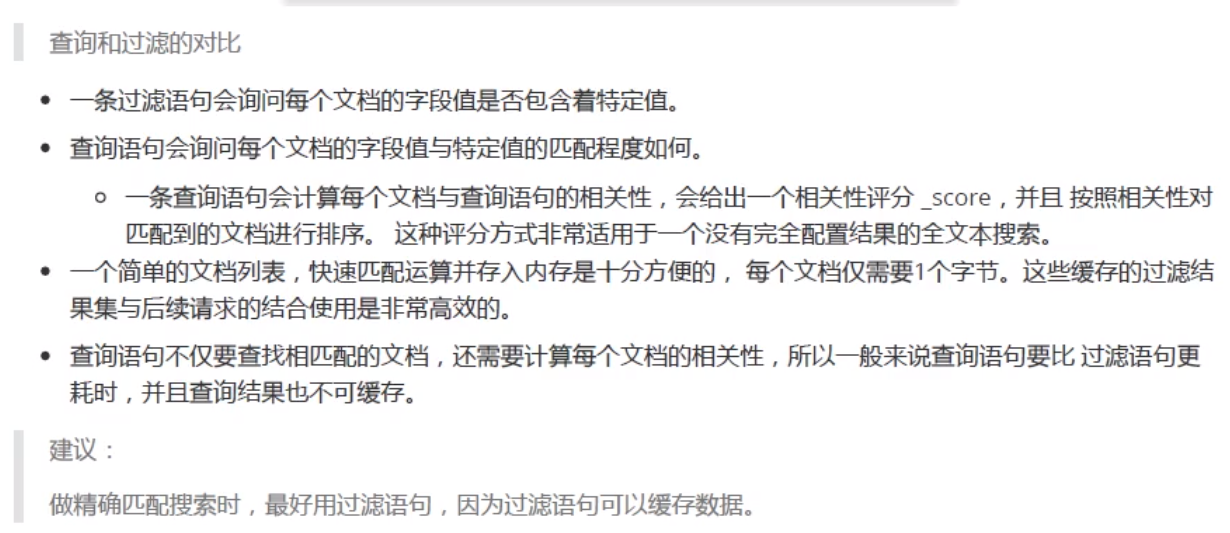 查询和过滤的对比
一条过滤语句会询问每个文档的字段值是否包含着特定值。
查询语句会询问每个文档的字段值与特定值的匹配程度如何。
一条查询语句会计算每个文档与查询语句的相关性，会给出一个相关性评分 _score，并且 按照相关性对
匹配到的文档进行排序。 这种评分方式非常适用于一个没有完全配置结果的全文本搜索。
一个简单的文档列表，快速匹配运算并存入内存是十分方便的， 每个文档仅需要1个字节。这些缓存的过滤结
果集与后续请求的结合使用是非常高效的。
查询语句不仅要查找相匹配的文档，还需要计算每个文档的相关性，所以一般来说查询语句要比 过滤语句更
耗时，并且查询结果也不可缓存。
建议：
做精确匹配搜索时，最好用过滤语句，因为过滤语句可以缓存数据。